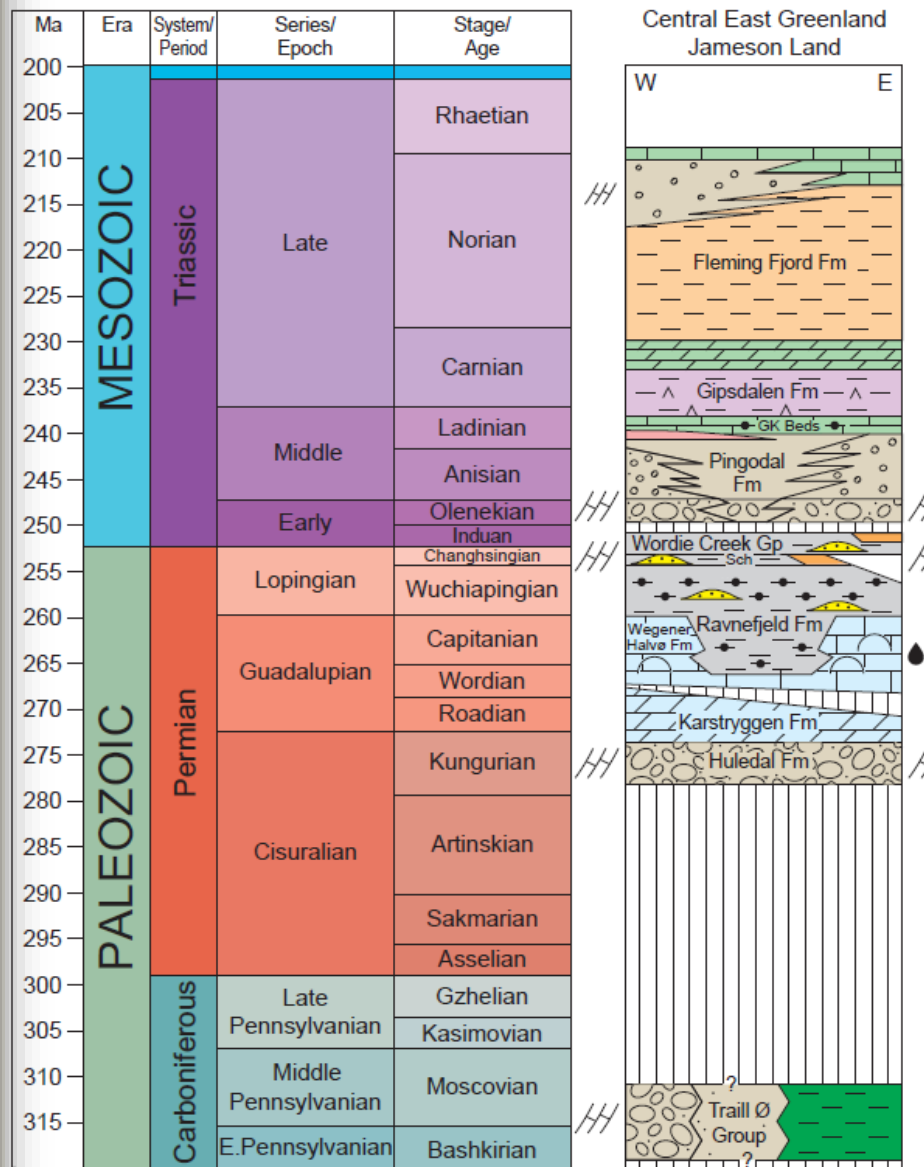 Ma
Era
System/
Period
Series/
Epoch
Stage/
Age
Central East Greenland
Jameson Land
W
E
200
205
210
215
220
225
230
235
240
245
250
255
260
265
270
275
280
285
290
295
300
305
310
315
MESOZOIC
PALEOZOIC
Triassic
Permian
Carboniferous
Late
Middle
Early
Lopingian
Guadalupian
Cisuralian
Late
Pennsylvanian
Middle
Pennsylvanian
E.Pennsylvanian
Rhaetian
Norian
Carnian
Ladinian
Anisian
Olenekian
Induan
Changhsingian
Wuchiapingian
Capitanian
Wordian
Roadian
Kungurian
Artinskian
Sakmarian
Asselian
Gzhelian
Kasimovian
Moscovian
Bashkirian
Fleming Fjord Fm
Gipsdalen Fm
GK Beds
Pingodal
Fm
Wordie Creek Gp
Sch
Ravnefjeld Fm
Wegener
Halvø Fm
Karstryggen Fm
Huledal Fm
?
Traill Ø
Group
?